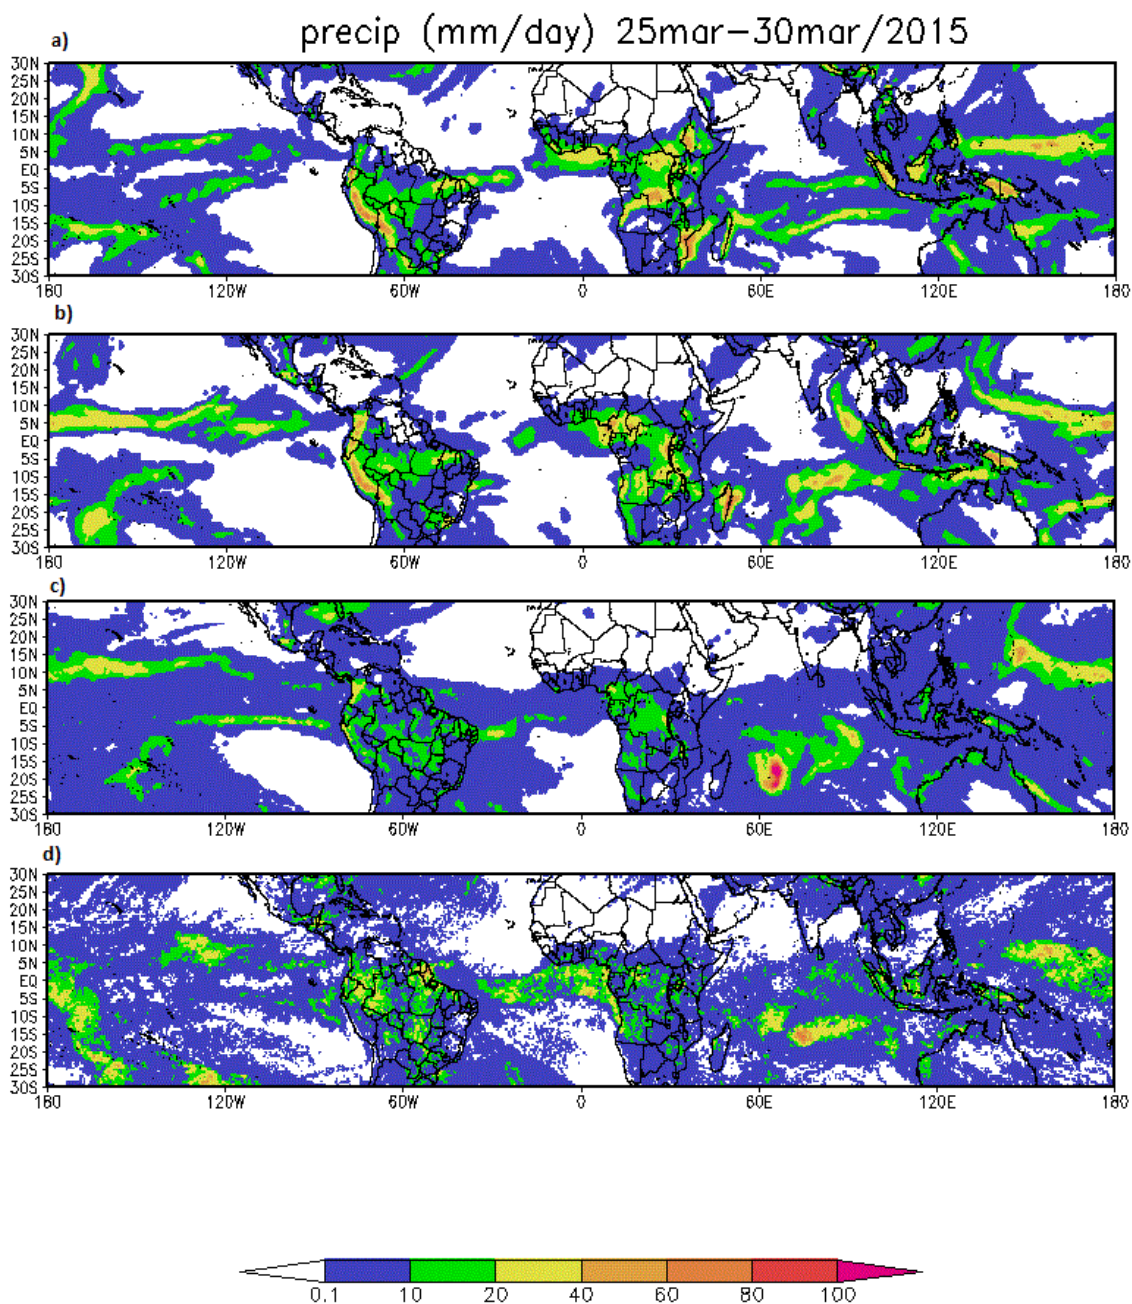 precip (mm/day) 25mar–30mar/2015
a)
30N
25N
20N
15N
10N
5N
EQ
5S
10S
15S
20S
25S
30S
180 120W 60W 0 60E 120E 180
b)
30N
25N
20N
15N
10N
5N
EQ
5S
10S
15S
20S
25S
30S
180 120W 60W 0 60E 120E 180
c)
30N
25N
20N
15N
10N
5N
EQ
5S
10S
15S
20S
25S
30S
180 120W 60W 0 60E 120E 180
d)
30N
25N
20N
15N
10N
5N
EQ
5S
10S
15S
20S
25S
30S
180 120W 60W 0 60E 120E 180
0.1 10 20 40 60 80 100